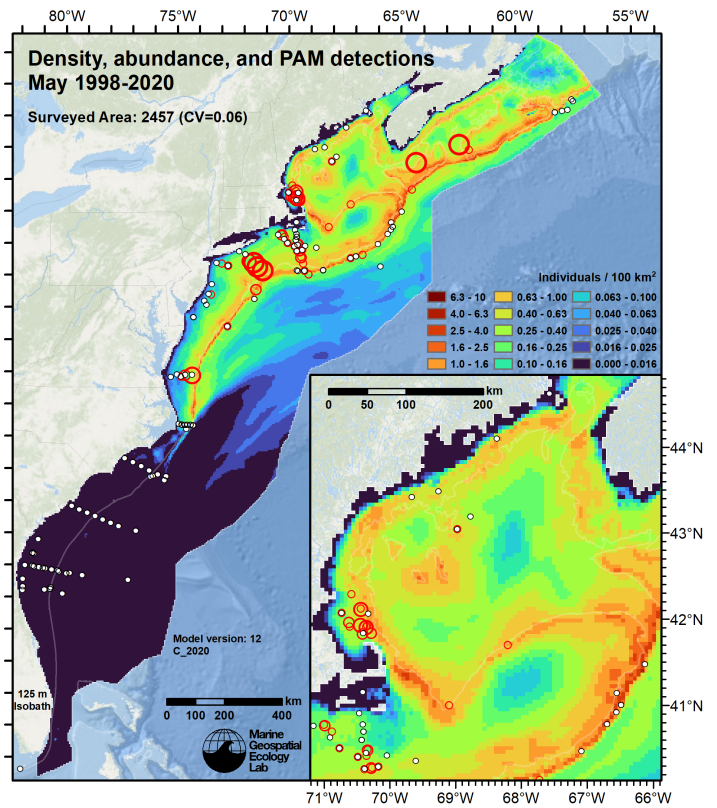 80°W 75°W 70°W 65°W 60°W 55°W
Density, abundance, and PAM detections
May 1998-2020
Surveyed Area: 2457 (CV=0.06)
Individuals / 100 km²
6.3 - 10 0.63 - 1.00 0.063 - 0.100
4.0 - 6.3 0.40 - 0.63 0.040 - 0.063
2.5 - 4.0 0.25 - 0.40 0.025 - 0.040
1.6 - 2.5 0.16 - 0.25 0.016 - 0.025
1.0 - 1.6 0.10 - 0.16 0.000 - 0.016
km
0 50 100 200
44°N
43°N
42°N
41°N
Model version: 12
C_2020
125 m
Isobath
km
0 100 200 400
Marine
Geospatial
Ecology
Lab
71°W 70°W 69°W 68°W 67°W 66°W